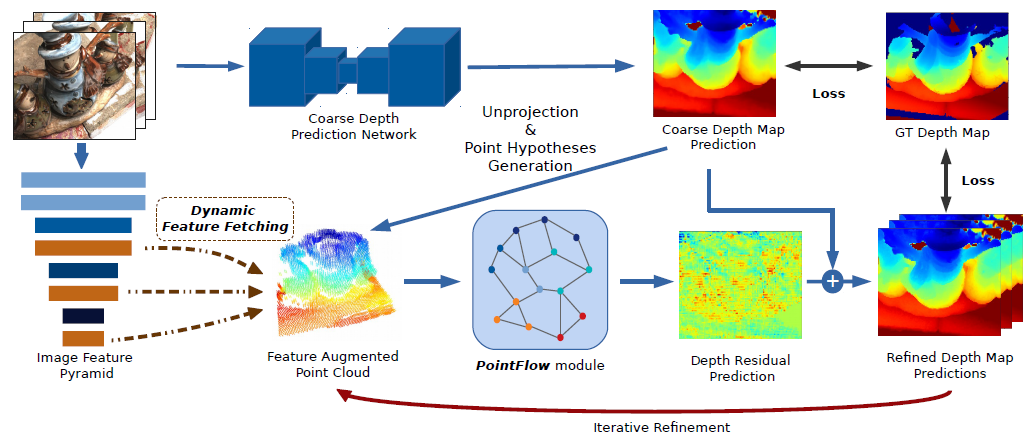 Coarse Depth
Prediction Network
Unprojection
&
Point Hypotheses
Generation
Coarse Depth Map
Prediction
Loss
GT Depth Map
Loss
Dynamic
Feature Fetching
Image Feature
Pyramid
Feature Augmented
Point Cloud
PointFlow module
Depth Residual
Prediction
+
Refined Depth Map
Predictions
Iterative Refinement